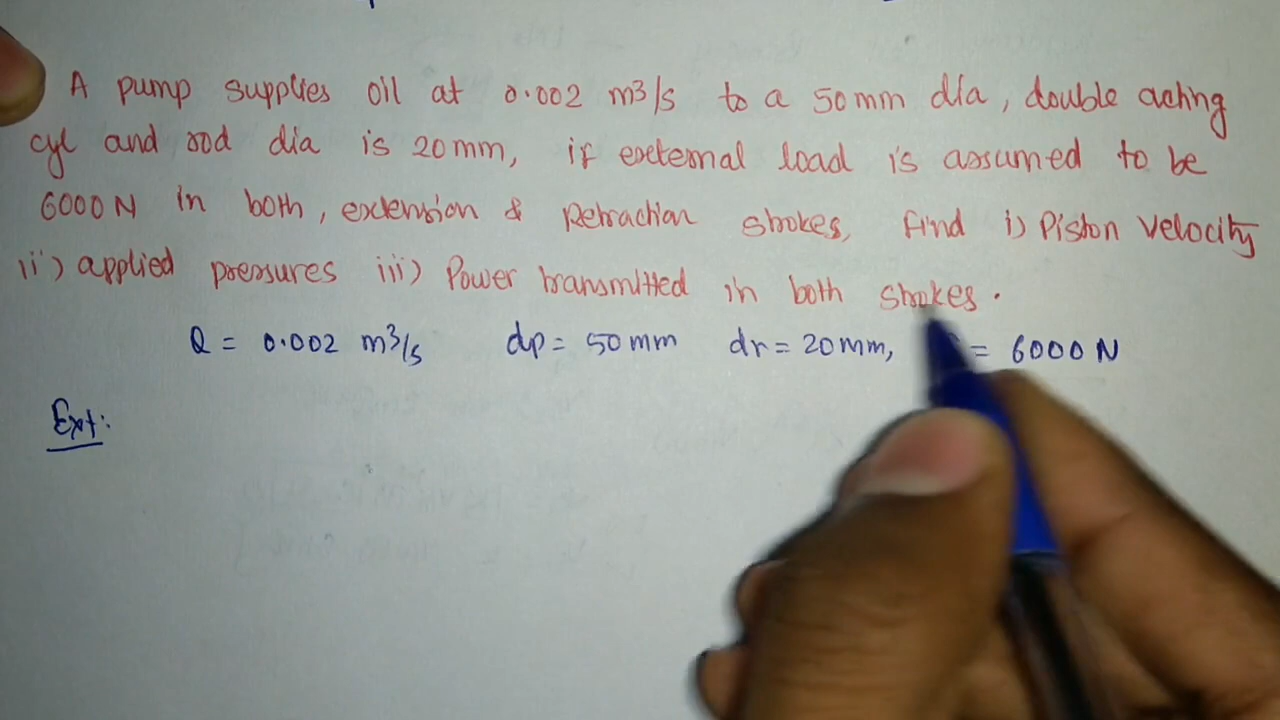 A pump supplies oil at 0.002 m³/s to a 50mm dia, double acting
cyl and rod dia is 20mm, if external load is assumed to be
6000 N in both, extension & Retraction strokes, find i) Piston velocity
ii) applied pressures iii) Power transmitted in both strokes.
Q = 0.002 m³/s dp = 50mm dr = 20mm, = 6000 N
Ext: